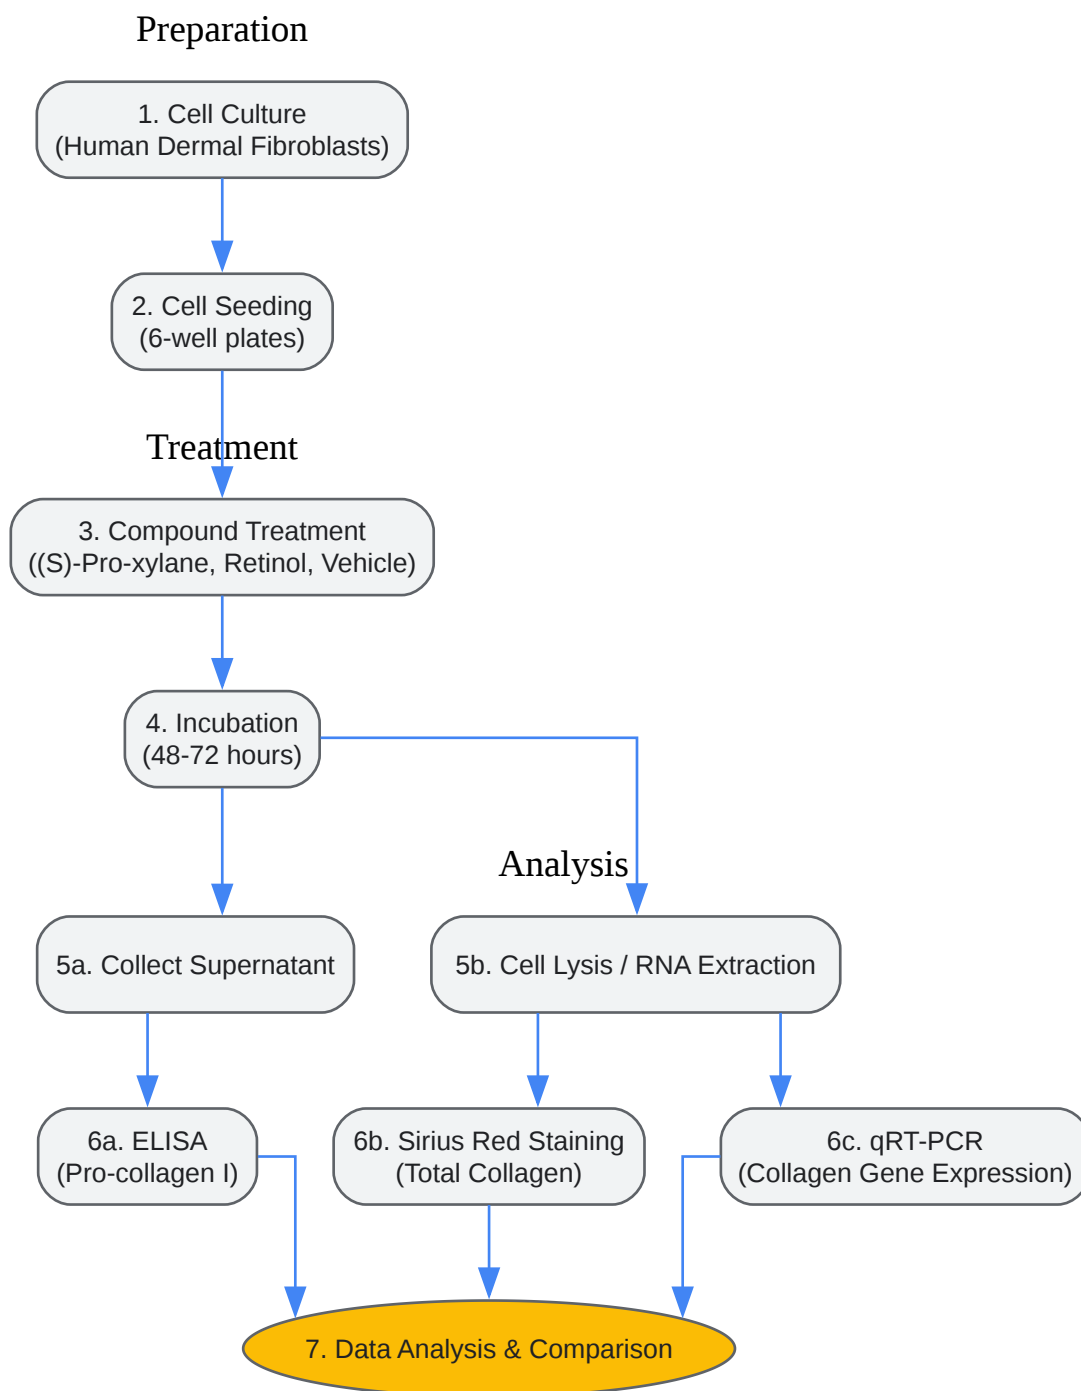 Preparation
1. Cell Culture
(Human Dermal Fibroblasts)
2. Cell Seeding
(6-well plates)
Treatment
3. Compound Treatment
((S)-Pro-xylane, Retinol, Vehicle)
4. Incubation
(48-72 hours)
Analysis
5a. Collect Supernatant
5b. Cell Lysis / RNA Extraction
6a. ELISA
(Pro-collagen I)
6b. Sirius Red Staining
(Total Collagen)
6c. qRT-PCR
(Collagen Gene Expression)
7. Data Analysis & Comparison